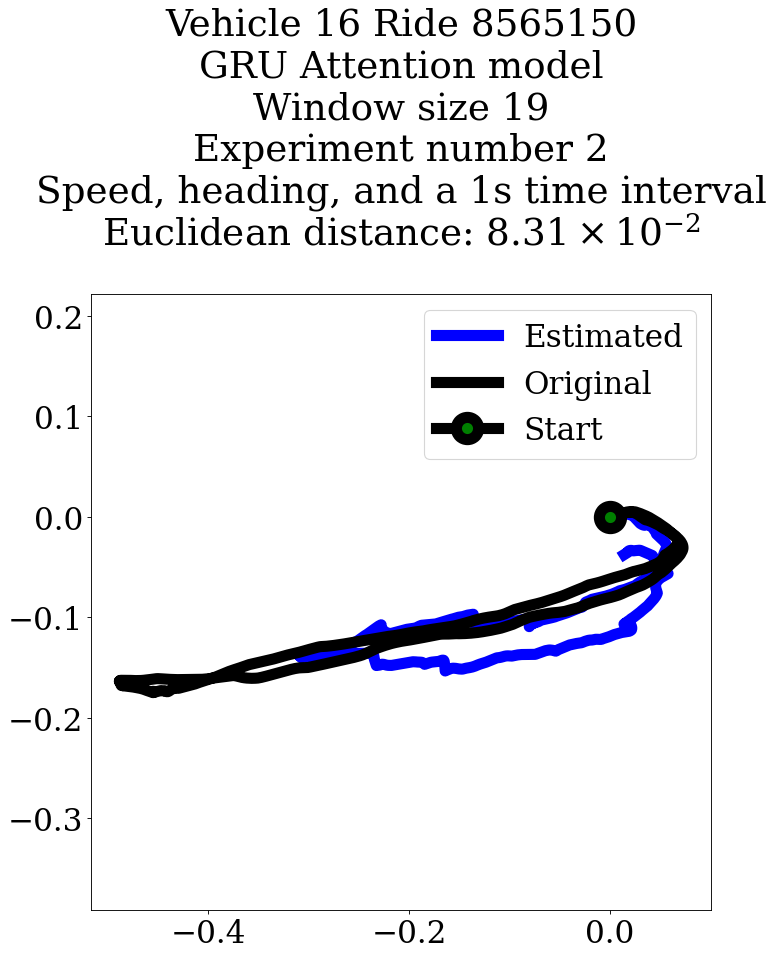 Vehicle 16 Ride 8565150
GRU Attention model
Window size 19
Experiment number 2
Speed, heading, and a 1s time interval
Euclidean distance: 8.31 × 10⁻²
Estimated
Original
Start
0.2
0.1
0.0
−0.1
−0.2
−0.3
−0.4
−0.2
0.0